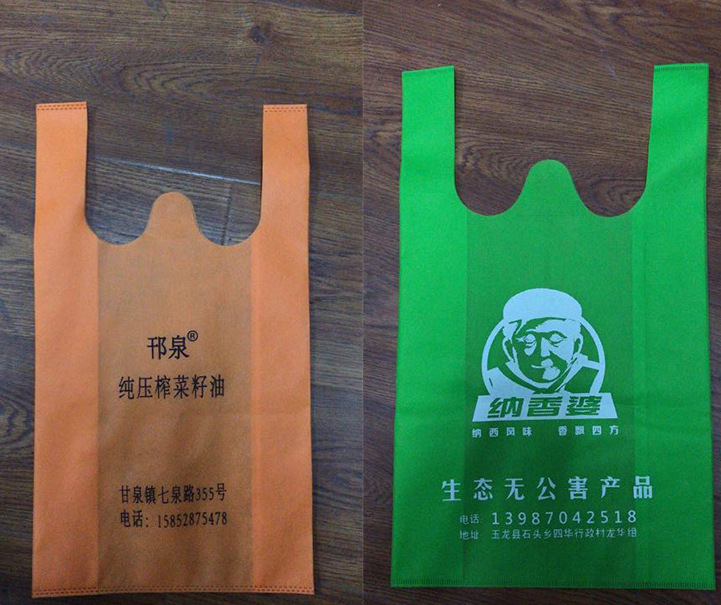 邗泉®
纯压榨菜籽油
甘泉镇七泉路355号
电话：15852875478
纳香婆
纳西风味 香飘四方
生态无公害产品
电话 13987042518
地址 玉龙县石头乡四华行政村龙华组